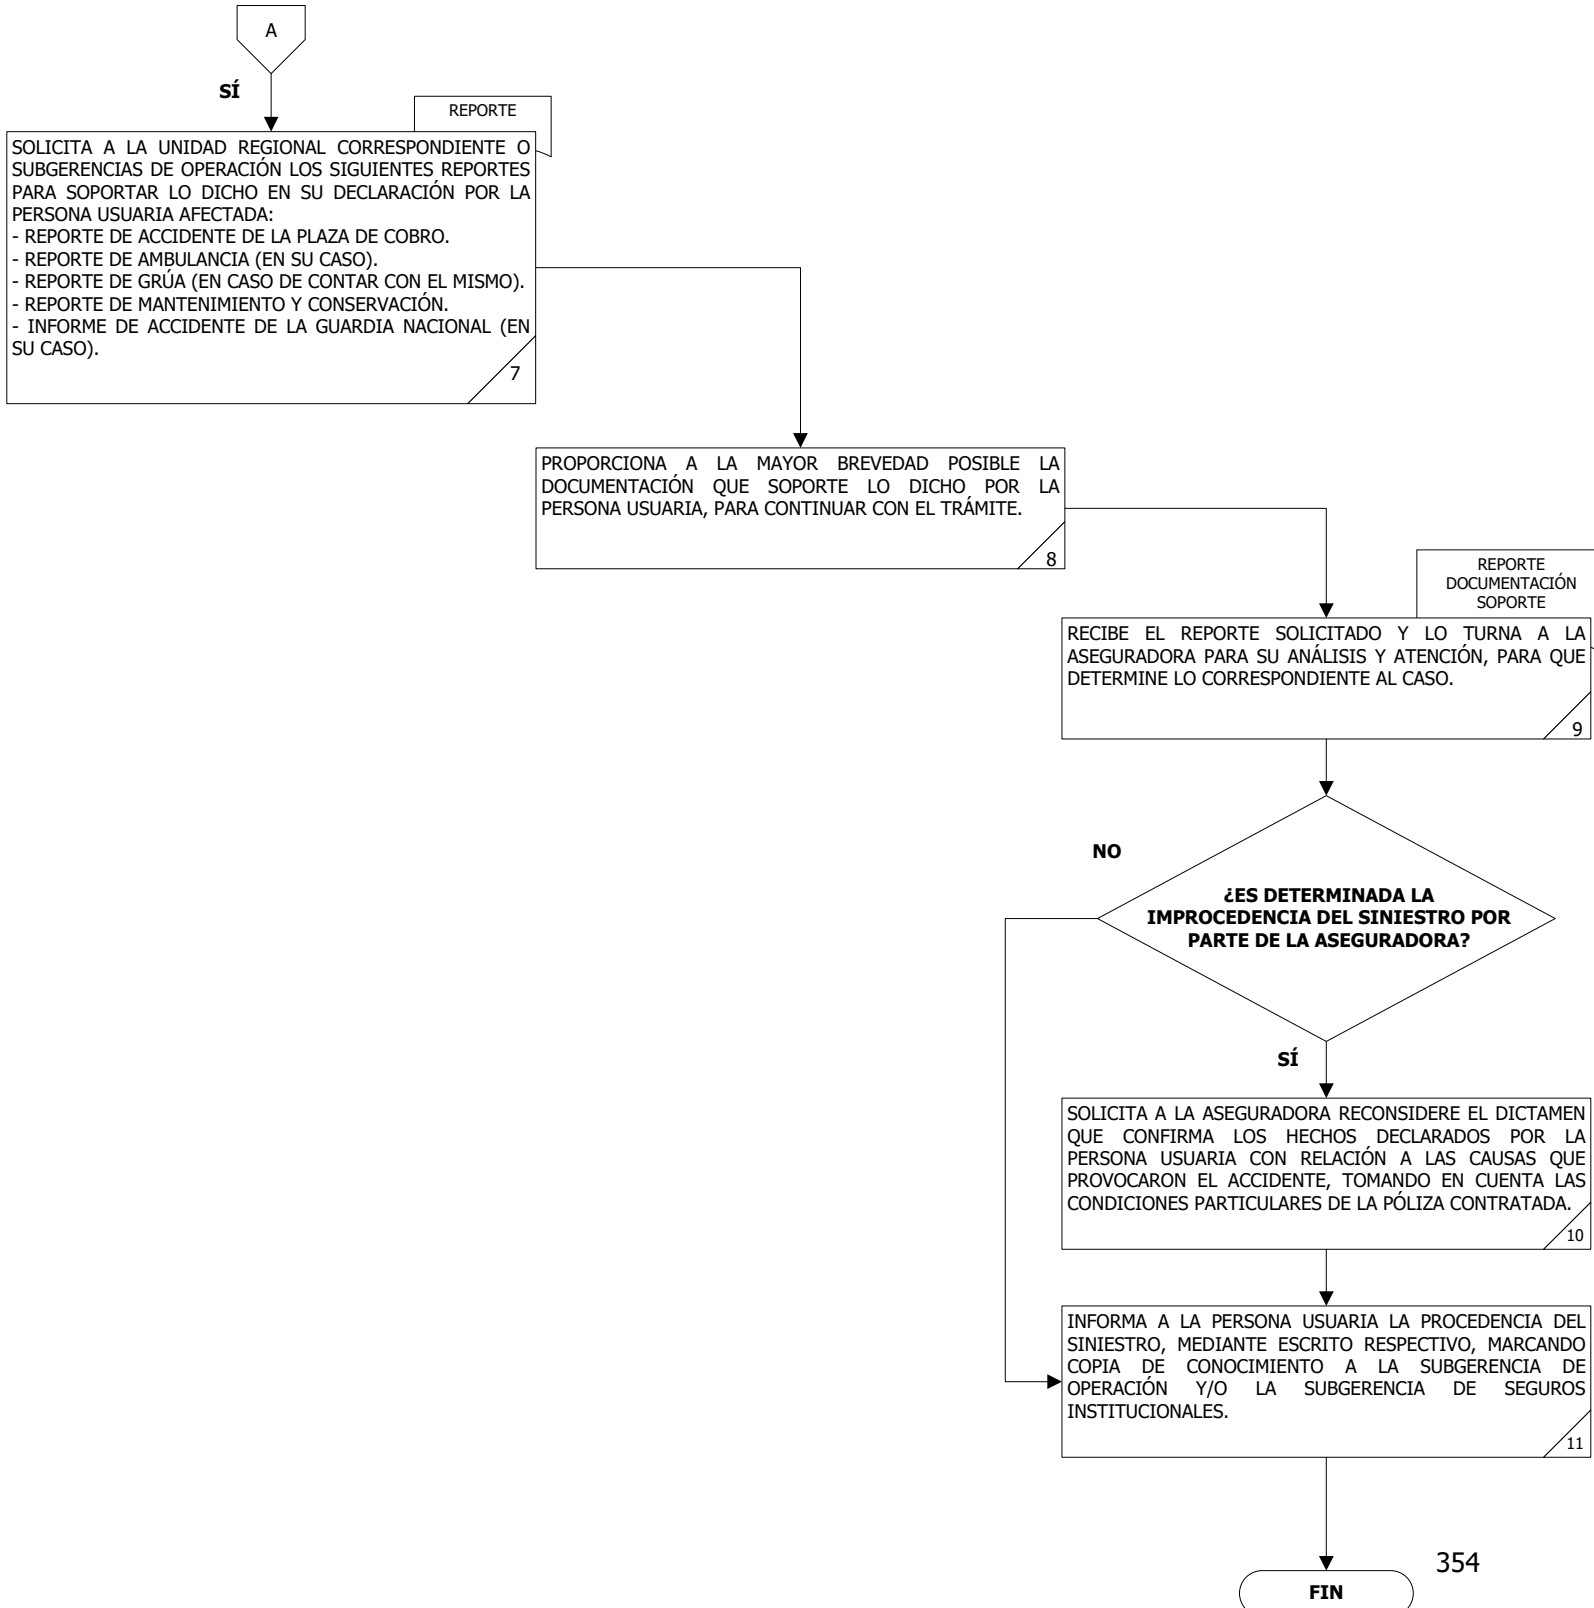 A
SÍ
REPORTE
SOLICITA A LA UNIDAD REGIONAL CORRESPONDIENTE O
SUBGERENCIAS DE OPERACIÓN LOS SIGUIENTES REPORTES
PARA SOPORTAR LO DICHO EN SU DECLARACIÓN POR LA
PERSONA USUARIA AFECTADA:
- REPORTE DE ACCIDENTE DE LA PLAZA DE COBRO.
- REPORTE DE AMBULANCIA (EN SU CASO).
- REPORTE DE GRÚA (EN CASO DE CONTAR CON EL MISMO).
- REPORTE DE MANTENIMIENTO Y CONSERVACIÓN.
- INFORME DE ACCIDENTE DE LA GUARDIA NACIONAL (EN
SU CASO).
7
PROPORCIONA A LA MAYOR BREVEDAD POSIBLE LA
DOCUMENTACIÓN QUE SOPORTE LO DICHO POR LA
PERSONA USUARIA, PARA CONTINUAR CON EL TRÁMITE.
8
REPORTE
DOCUMENTACIÓN
SOPORTE
RECIBE EL REPORTE SOLICITADO Y LO TURNA A LA
ASEGURADORA PARA SU ANÁLISIS Y ATENCIÓN, PARA QUE
DETERMINE LO CORRESPONDIENTE AL CASO.
9
NO
¿ES DETERMINADA LA
IMPROCEDENCIA DEL SINIESTRO POR
PARTE DE LA ASEGURADORA?
SÍ
SOLICITA A LA ASEGURADORA RECONSIDERE EL DICTAMEN
QUE CONFIRMA LOS HECHOS DECLARADOS POR LA
PERSONA USUARIA CON RELACIÓN A LAS CAUSAS QUE
PROVOCARON EL ACCIDENTE, TOMANDO EN CUENTA LAS
CONDICIONES PARTICULARES DE LA PÓLIZA CONTRATADA.
10
INFORMA A LA PERSONA USUARIA LA PROCEDENCIA DEL
SINIESTRO, MEDIANTE ESCRITO RESPECTIVO, MARCANDO
COPIA DE CONOCIMIENTO A LA SUBGERENCIA DE
OPERACIÓN Y/O LA SUBGERENCIA DE SEGUROS
INSTITUCIONALES.
11
354
FIN